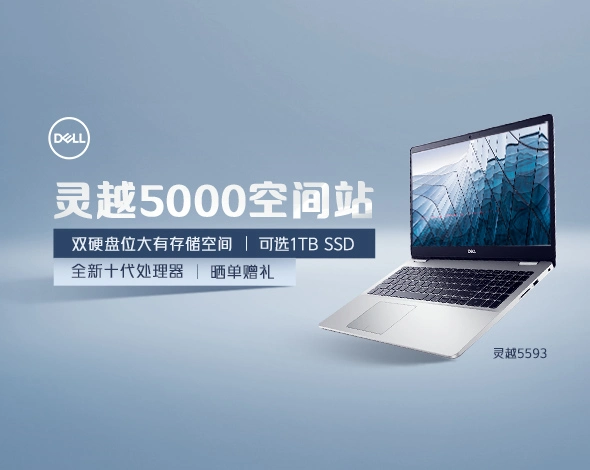 DELL
灵越5000空间站
双硬盘位大有存储空间 | 可选1TB SSD
全新十代处理器 | 晒单赠礼
DELL
灵越5593